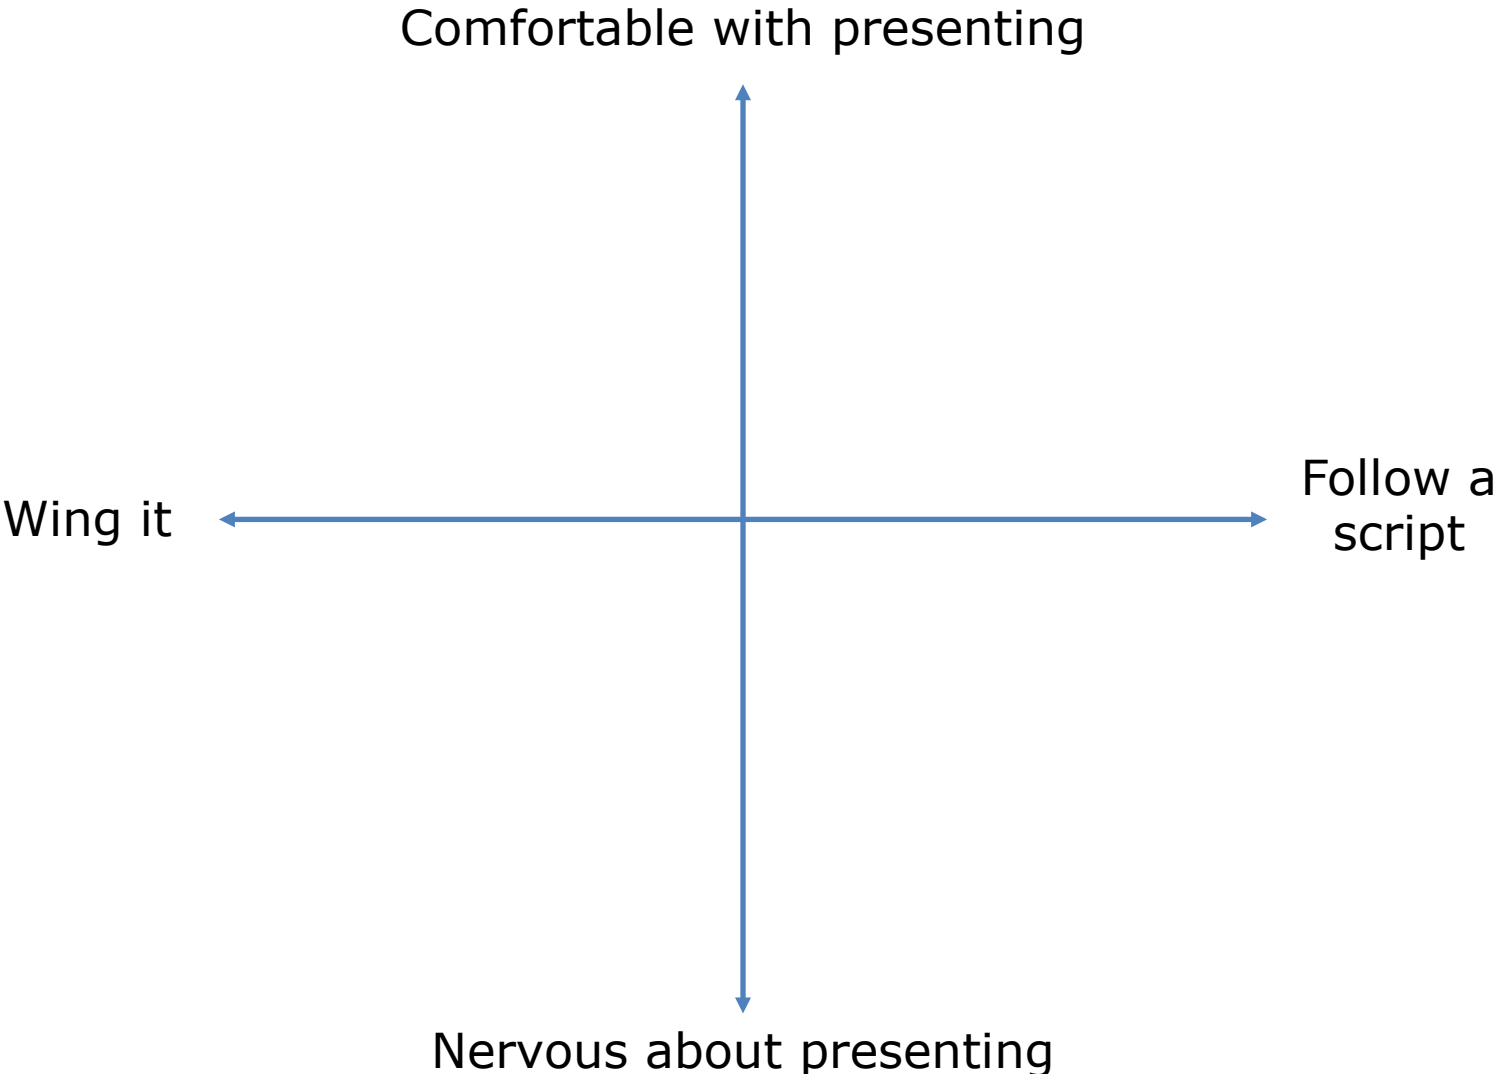 Comfortable with presenting
Wing it
Follow a
script
Nervous about presenting